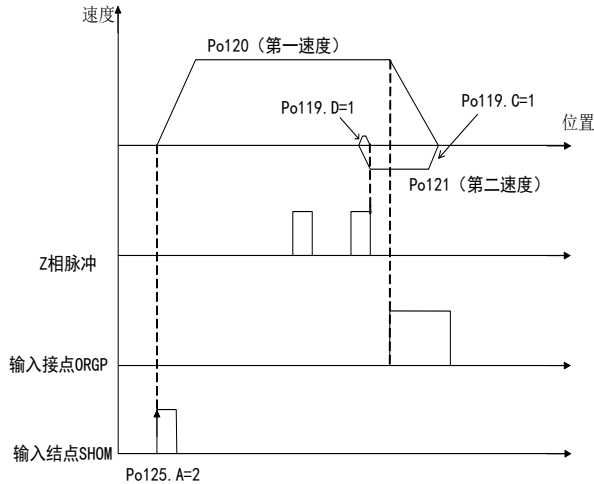 速度
Po120（第一速度）
Po119.D=1
Po119.C=1
位置
Po121（第二速度）
Z相脉冲
输入接点ORGP
输入结点SHOM
Po125.A=2